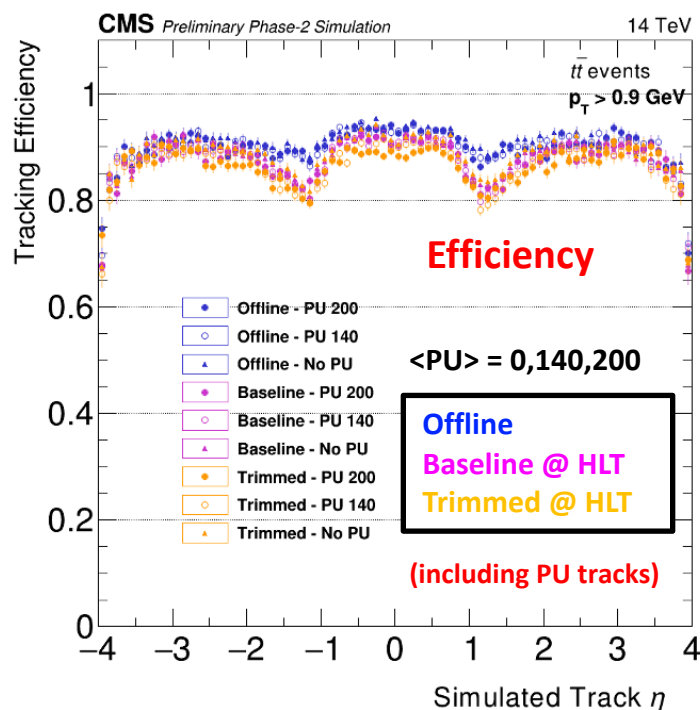 CMS Preliminary Phase-2 Simulation 14 TeV
Tracking Efficiency
1
0.8
0.6
0.4
0.2
0
tt̄ events
p_T > 0.9 GeV
Efficiency
Offline - PU 200
Offline - PU 140
Offline - No PU
Baseline - PU 200
Baseline - PU 140
Baseline - No PU
Trimmed - PU 200
Trimmed - PU 140
Trimmed - No PU
<PU> = 0,140,200
Offline
Baseline @ HLT
Trimmed @ HLT
(including PU tracks)
−4 −3 −2 −1 0 1 2 3 4
Simulated Track η